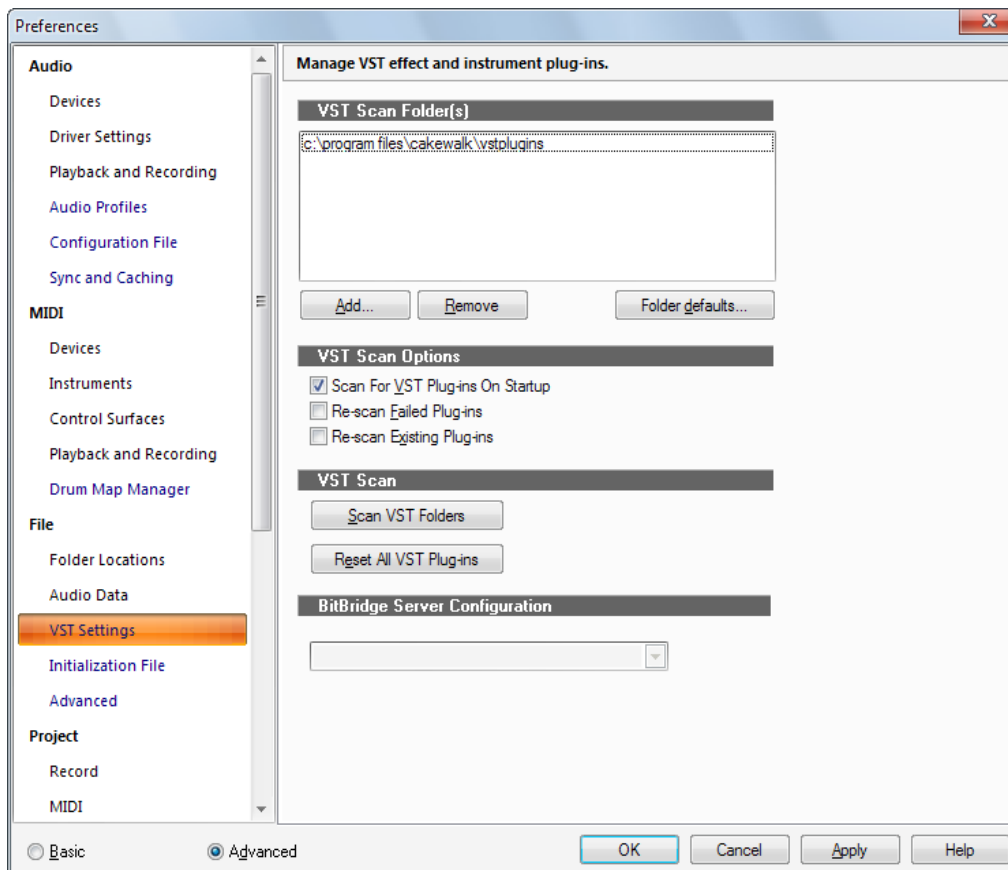 Preferences
Audio
Devices
Driver Settings
Playback and Recording
Audio Profiles
Configuration File
Sync and Caching
MIDI
Devices
Instruments
Control Surfaces
Playback and Recording
Drum Map Manager
File
Folder Locations
Audio Data
VST Settings
Initialization File
Advanced
Project
Record
MIDI
Basic
Advanced
Manage VST effect and instrument plug-ins.
VST Scan Folder(s)
c:\program files\cakewalk\vstplugins
Add...
Remove
Folder defaults...
VST Scan Options
Scan For VST Plug-ins On Startup
Re-scan Failed Plug-ins
Re-scan Existing Plug-ins
VST Scan
Scan VST Folders
Reset All VST Plug-ins
BitBridge Server Configuration
OK
Cancel
Apply
Help